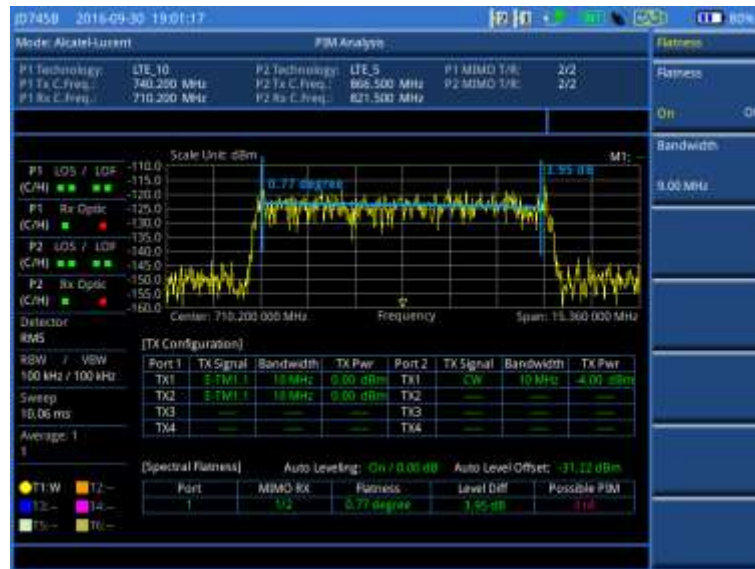 JD745B 2016-09-30 19:01:17 80%
Mode: Alcatel-Lucent PIM Analysis Flatness
P1 Technology: LTE_10 P2 Technology: LTE_5 P1 MIMO T/R: 2/2
P1 Tx C.Freq.: 740.200 MHz P2 Tx C.Freq.: 866.500 MHz P2 MIMO T/R: 2/2
P1 Rx C.Freq.: 710.200 MHz P2 Rx C.Freq.: 821.500 MHz
Flatness
On
Bandwidth
9.00 MHz
Scale Unit: dBm M1:
P1 LOS / LOF
(C/H)
P1 Rx Optic
(C/H)
P2 LOS / LOF
(C/H)
P2 Rx Optic
(C/H)
-110.0
-115.0
-120.0
-125.0
-130.0
-135.0
-140.0
-145.0
-150.0
-155.0
-160.0
0.77 degree
3.95 dB
Center: 710.200 000 MHz Frequency Span: 15.360 000 MHz
Detector
RMS
RBW / VBW
100 kHz / 100 kHz
Sweep
10.06 ms
Average: 1
1
T1:W T2:--
T3:-- T4:--
T5:-- T6:--
[TX Configuration]
Port 1 TX Signal Bandwidth TX Pwr Port 2 TX Signal Bandwidth TX Pwr
TX1 E-TM1.1 10 MHz 0.00 dBm TX1 CW 10 MHz -4.00 dBm
TX2 E-TM1.1 10 MHz 0.00 dBm TX2
TX3 TX3
TX4 TX4
[Spectral Flatness] Auto Leveling: On / 0.00 dB Auto Level Offset: -31.22 dBm
Port MIMO RX Flatness Level Diff Possible PIM
1 1/2 0.77 degree 3.95 dB